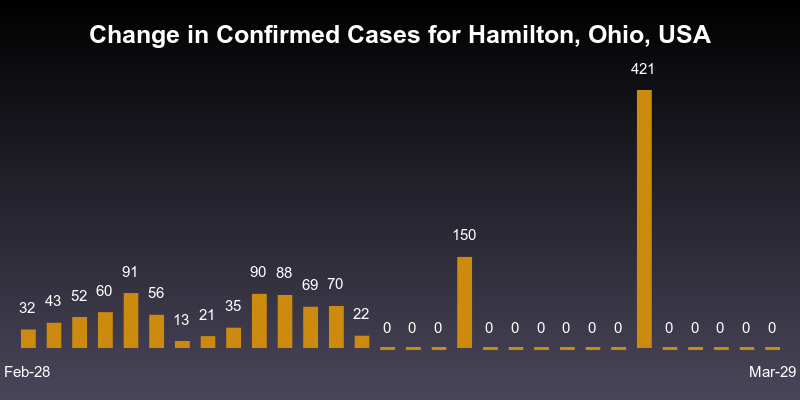 Change in Confirmed Cases for Hamilton, Ohio, USA
32 43 52 60 91 56 13 21 35 90 88 69 70 22 0 0 0 150 0 0 0 0 0 0 421 0 0 0 0 0
Feb-28 Mar-29